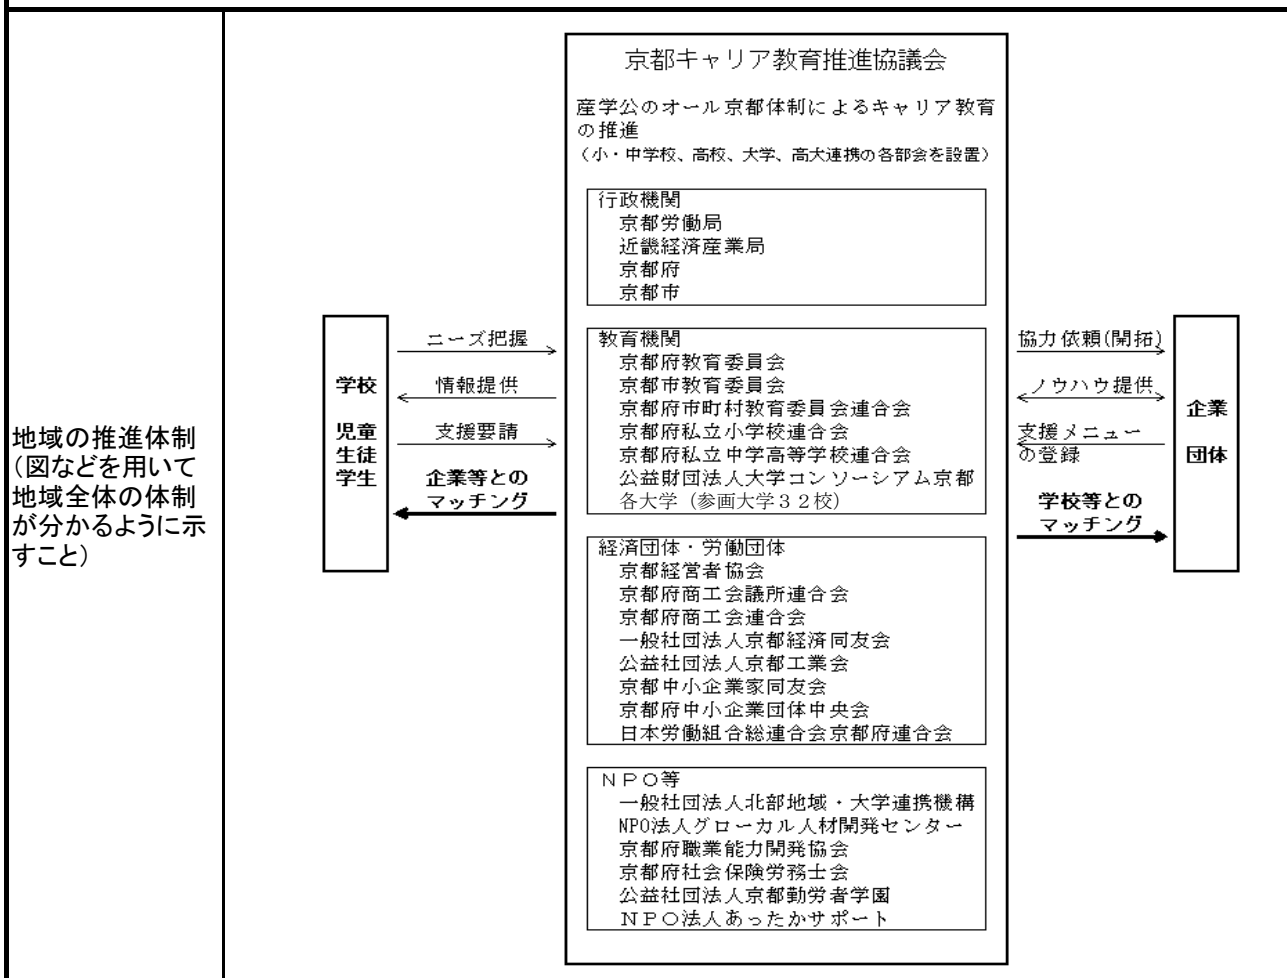 地域の推進体制
（図などを用いて
地域全体の体制
が分かるように示
すこと）
京都キャリア教育推進協議会
産学公のオール京都体制によるキャリア教育
の推進
（小・中学校、高校、大学、高大連携の各部会を設置）
行政機関
京都労働局
近畿経済産業局
京都府
京都市
教育機関
京都府教育委員会
京都市教育委員会
京都府市町村教育委員会連合会
京都府私立小学校連合会
京都府私立中学高等学校連合会
公益財団法人大学コンソーシアム京都
各大学（参画大学３２校）
経済団体・労働団体
京都経営者協会
京都府商工会議所連合会
京都府商工会連合会
一般社団法人京都経済同友会
公益社団法人京都工業会
京都中小企業家同友会
京都府中小企業団体中央会
日本労働組合総連合会京都府連合会
ＮＰＯ等
一般社団法人北部地域・大学連携機構
NPO法人グローカル人材開発センター
京都府職業能力開発協会
京都府社会保険労務士会
公益社団法人京都勤労者学園
ＮＰＯ法人あったかサポート
学校
児童
生徒
学生
ニーズ把握
情報提供
支援要請
企業等との
マッチング
協力依頼(開拓)
ノウハウ提供
支援メニュー
の登録
学校等との
マッチング
企業
団体